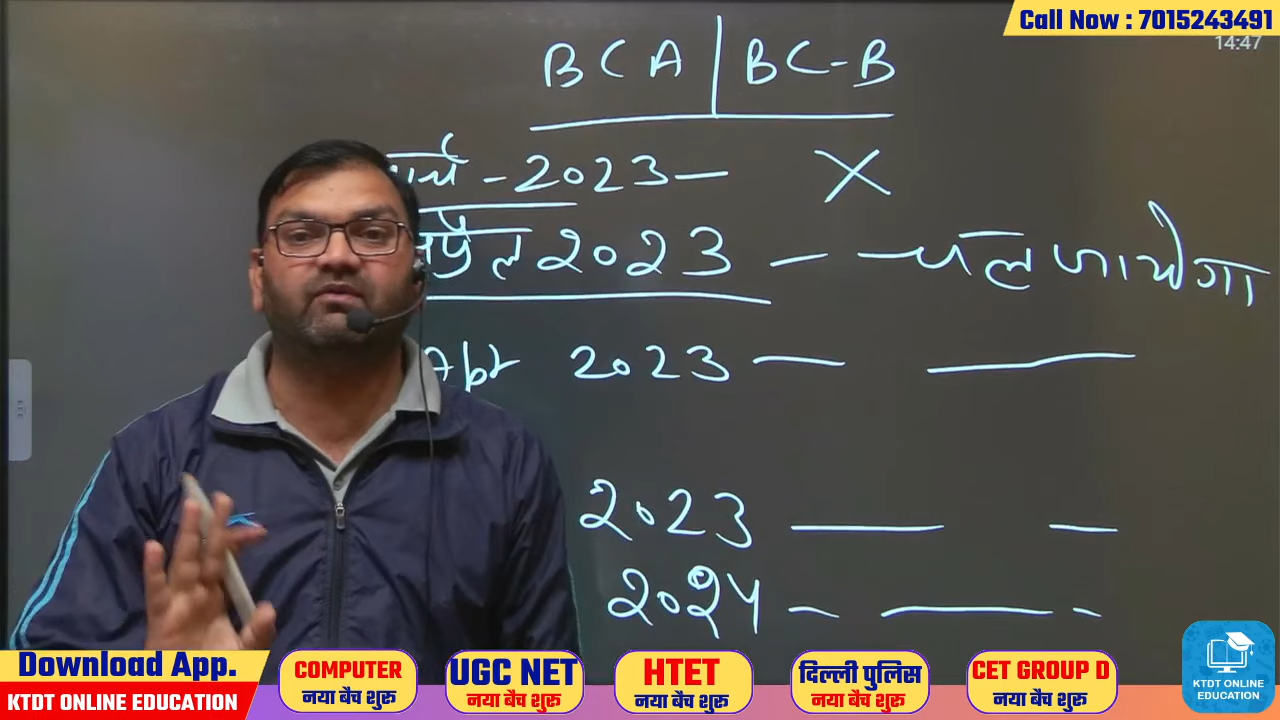 Call Now : 7015243491
14:47
BCA | BC-B
मार्च - 2023 — X
अप्रैल 2023 — चल जायेगा
2023 —
2023 —
2024 —
Download App.
KTDT ONLINE EDUCATION
COMPUTER
नया बैच शुरू
UGC NET
नया बैच शुरू
HTET
नया बैच शुरू
दिल्ली पुलिस
नया बैच शुरू
CET GROUP D
नया बैच शुरू
KTDT ONLINE
EDUCATION